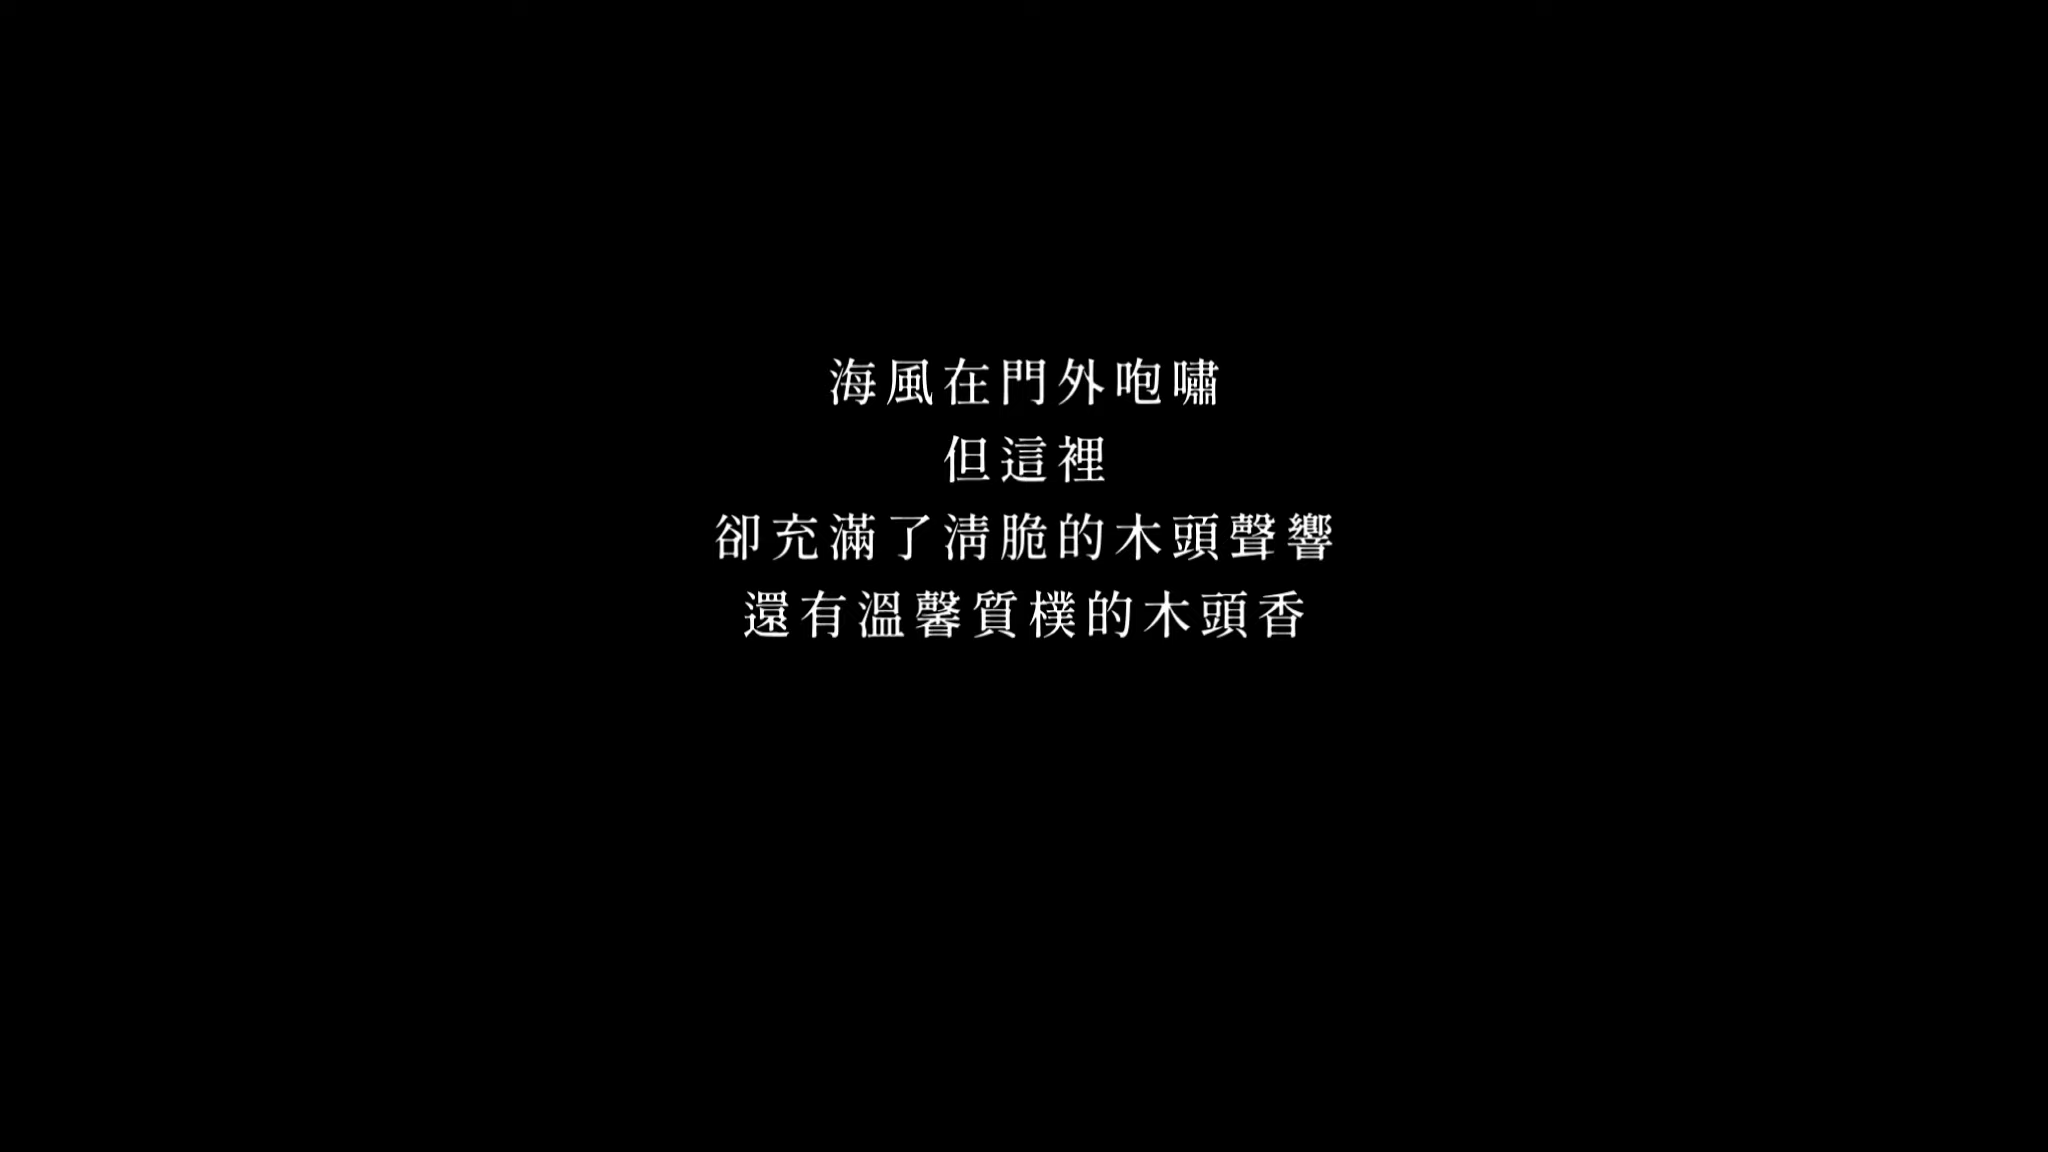 海風在門外咆嘯
但這裡
卻充滿了清脆的木頭聲響
還有溫馨質樸的木頭香